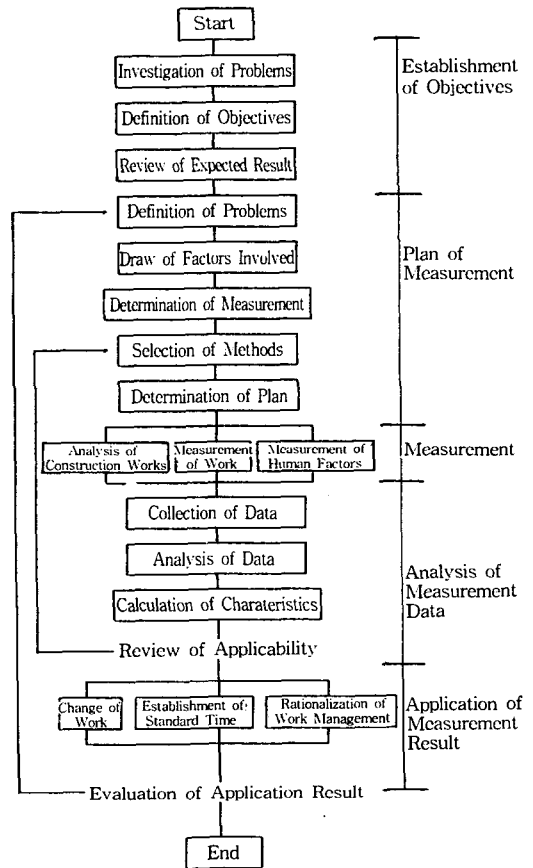 Start
Investigation of Problems
Establishment
of Objectives
Definition of Objectives
Review of Expected Result
Definition of Problems
Draw of Factors Involved
Plan of
Measurement
Determination of Measurement
Selection of Methods
Determination of Plan
Analysis of
Construction Works
Measurement
of Work
Measurement of
Human Factors
Measurement
Collection of Data
Analysis of Data
Analysis of
Measurement
Data
Calculation of Charateristics
Review of Applicability
Change of
Work
Establishment of
Standard Time
Rationalization of
Work Management
Application of
Measurement
Result
Evaluation of Application Result
End